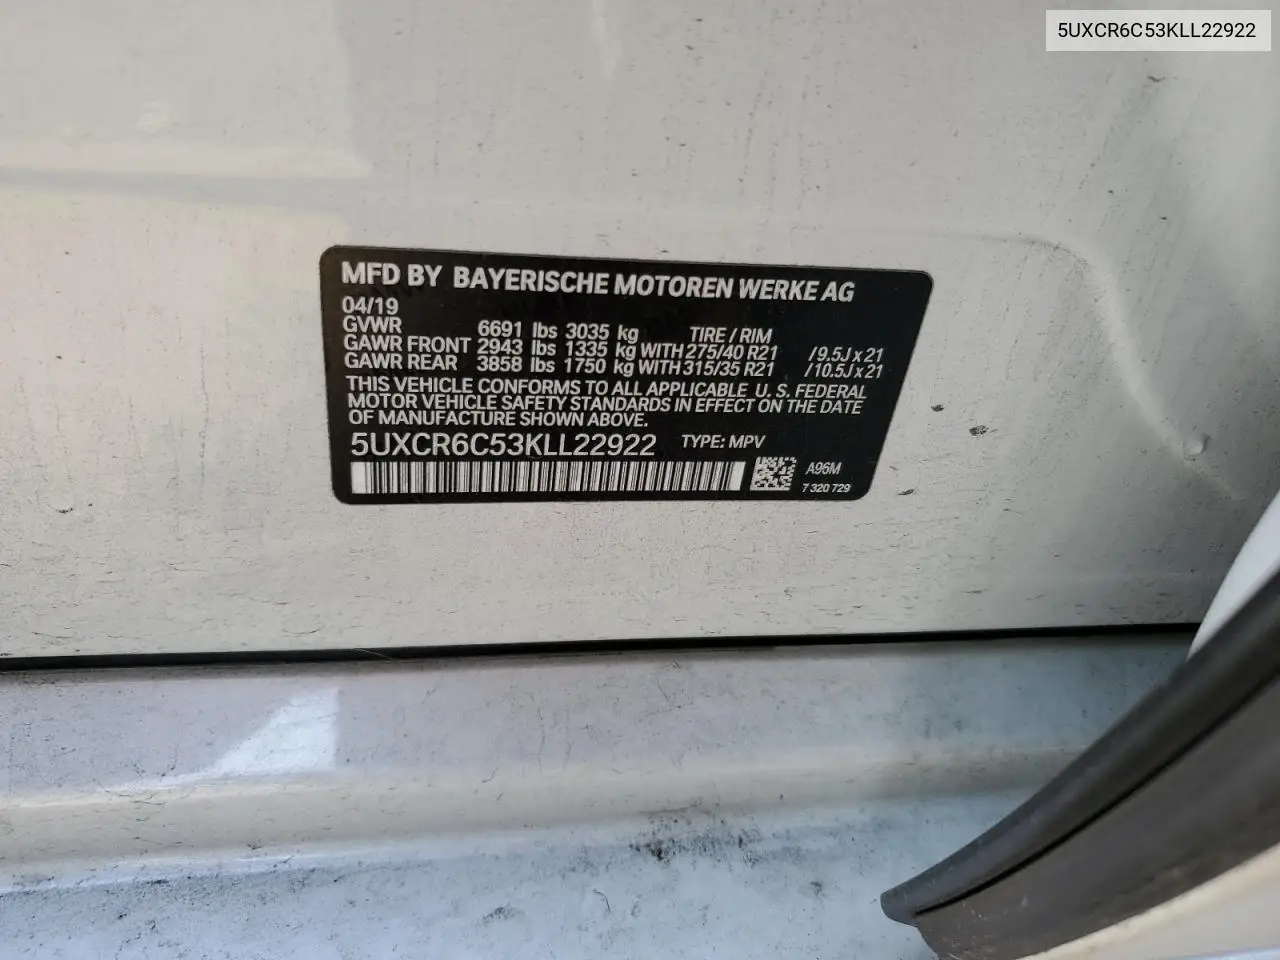 5UXCR6C53KLL22922
MFD BY BAYERISCHE MOTOREN WERKE AG
04/19
GVWR 6691 lbs 3035 kg TIRE / RIM
GAWR FRONT 2943 lbs 1335 kg WITH 275/40 R21 / 9.5J x 21
GAWR REAR 3858 lbs 1750 kg WITH 315/35 R21 / 10.5J x 21
THIS VEHICLE CONFORMS TO ALL APPLICABLE U. S. FEDERAL
MOTOR VEHICLE SAFETY STANDARDS IN EFFECT ON THE DATE
OF MANUFACTURE SHOWN ABOVE.
5UXCR6C53KLL22922 TYPE: MPV
A96M
7 320 729